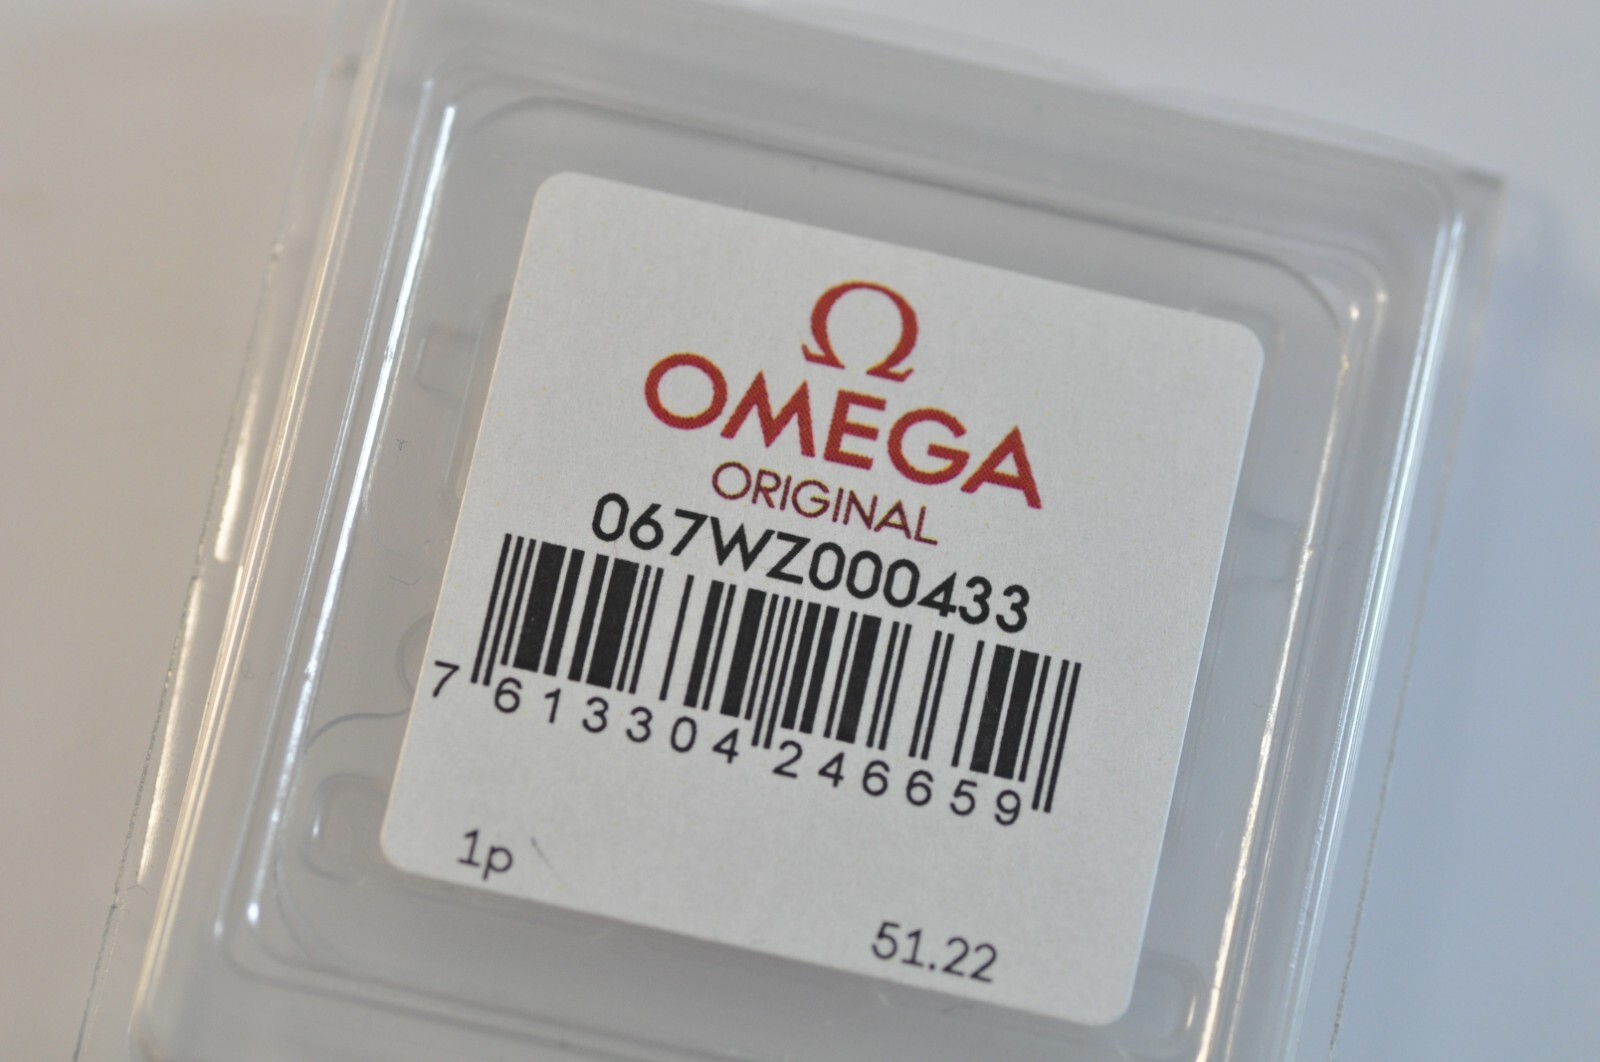 Ω
OMEGA
ORIGINAL
067WZ000433
7 613304 246659
1p
51.22